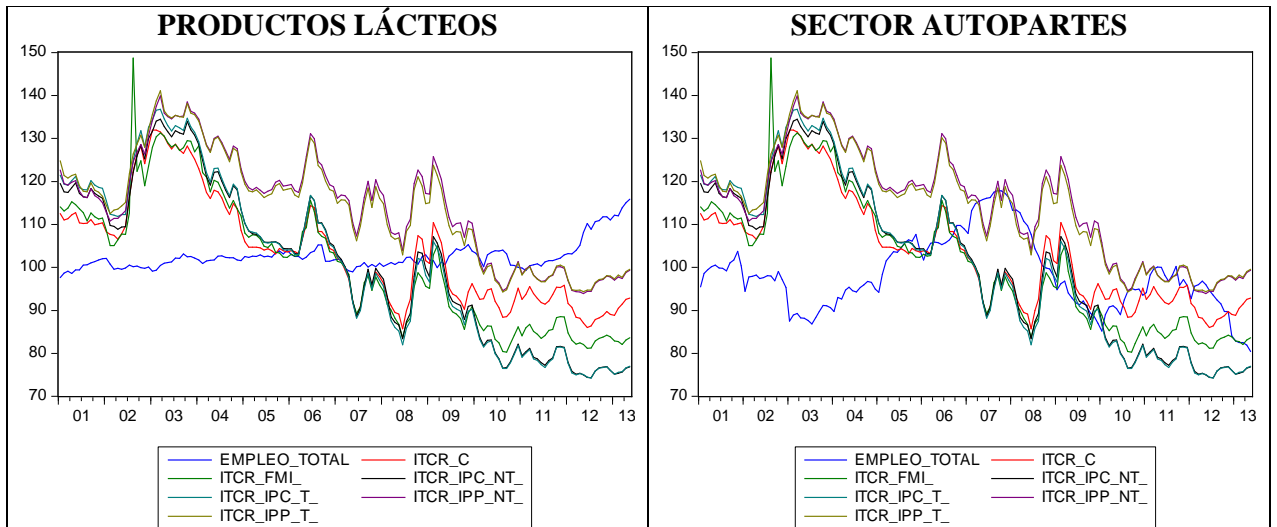 PRODUCTOS LÁCTEOS
150
140
130
120
110
100
90
80
70
01 02 03 04 05 06 07 08 09 10 11 12 13
EMPLEO_TOTAL ITCR_C
ITCR_FMI_ ITCR_IPC_NT_
ITCR_IPC_T_ ITCR_IPP_NT_
ITCR_IPP_T_
SECTOR AUTOPARTES
150
140
130
120
110
100
90
80
70
01 02 03 04 05 06 07 08 09 10 11 12 13
EMPLEO_TOTAL ITCR_C
ITCR_FMI_ ITCR_IPC_NT_
ITCR_IPC_T_ ITCR_IPP_NT_
ITCR_IPP_T_